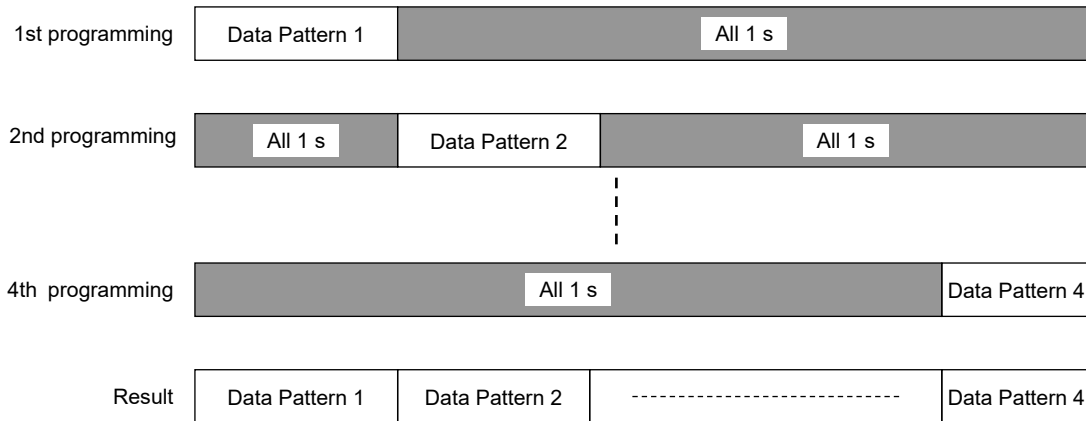 1st programming
Data Pattern 1
All 1 s
2nd programming
All 1 s
Data Pattern 2
All 1 s
4th programming
All 1 s
Data Pattern 4
Result
Data Pattern 1
Data Pattern 2
Data Pattern 4